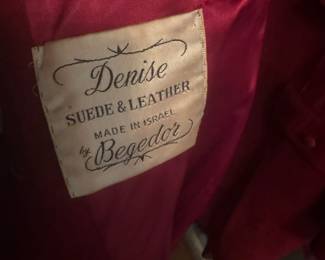 Denise
SUEDE & LEATHER
MADE IN ISRAEL
by Begedor